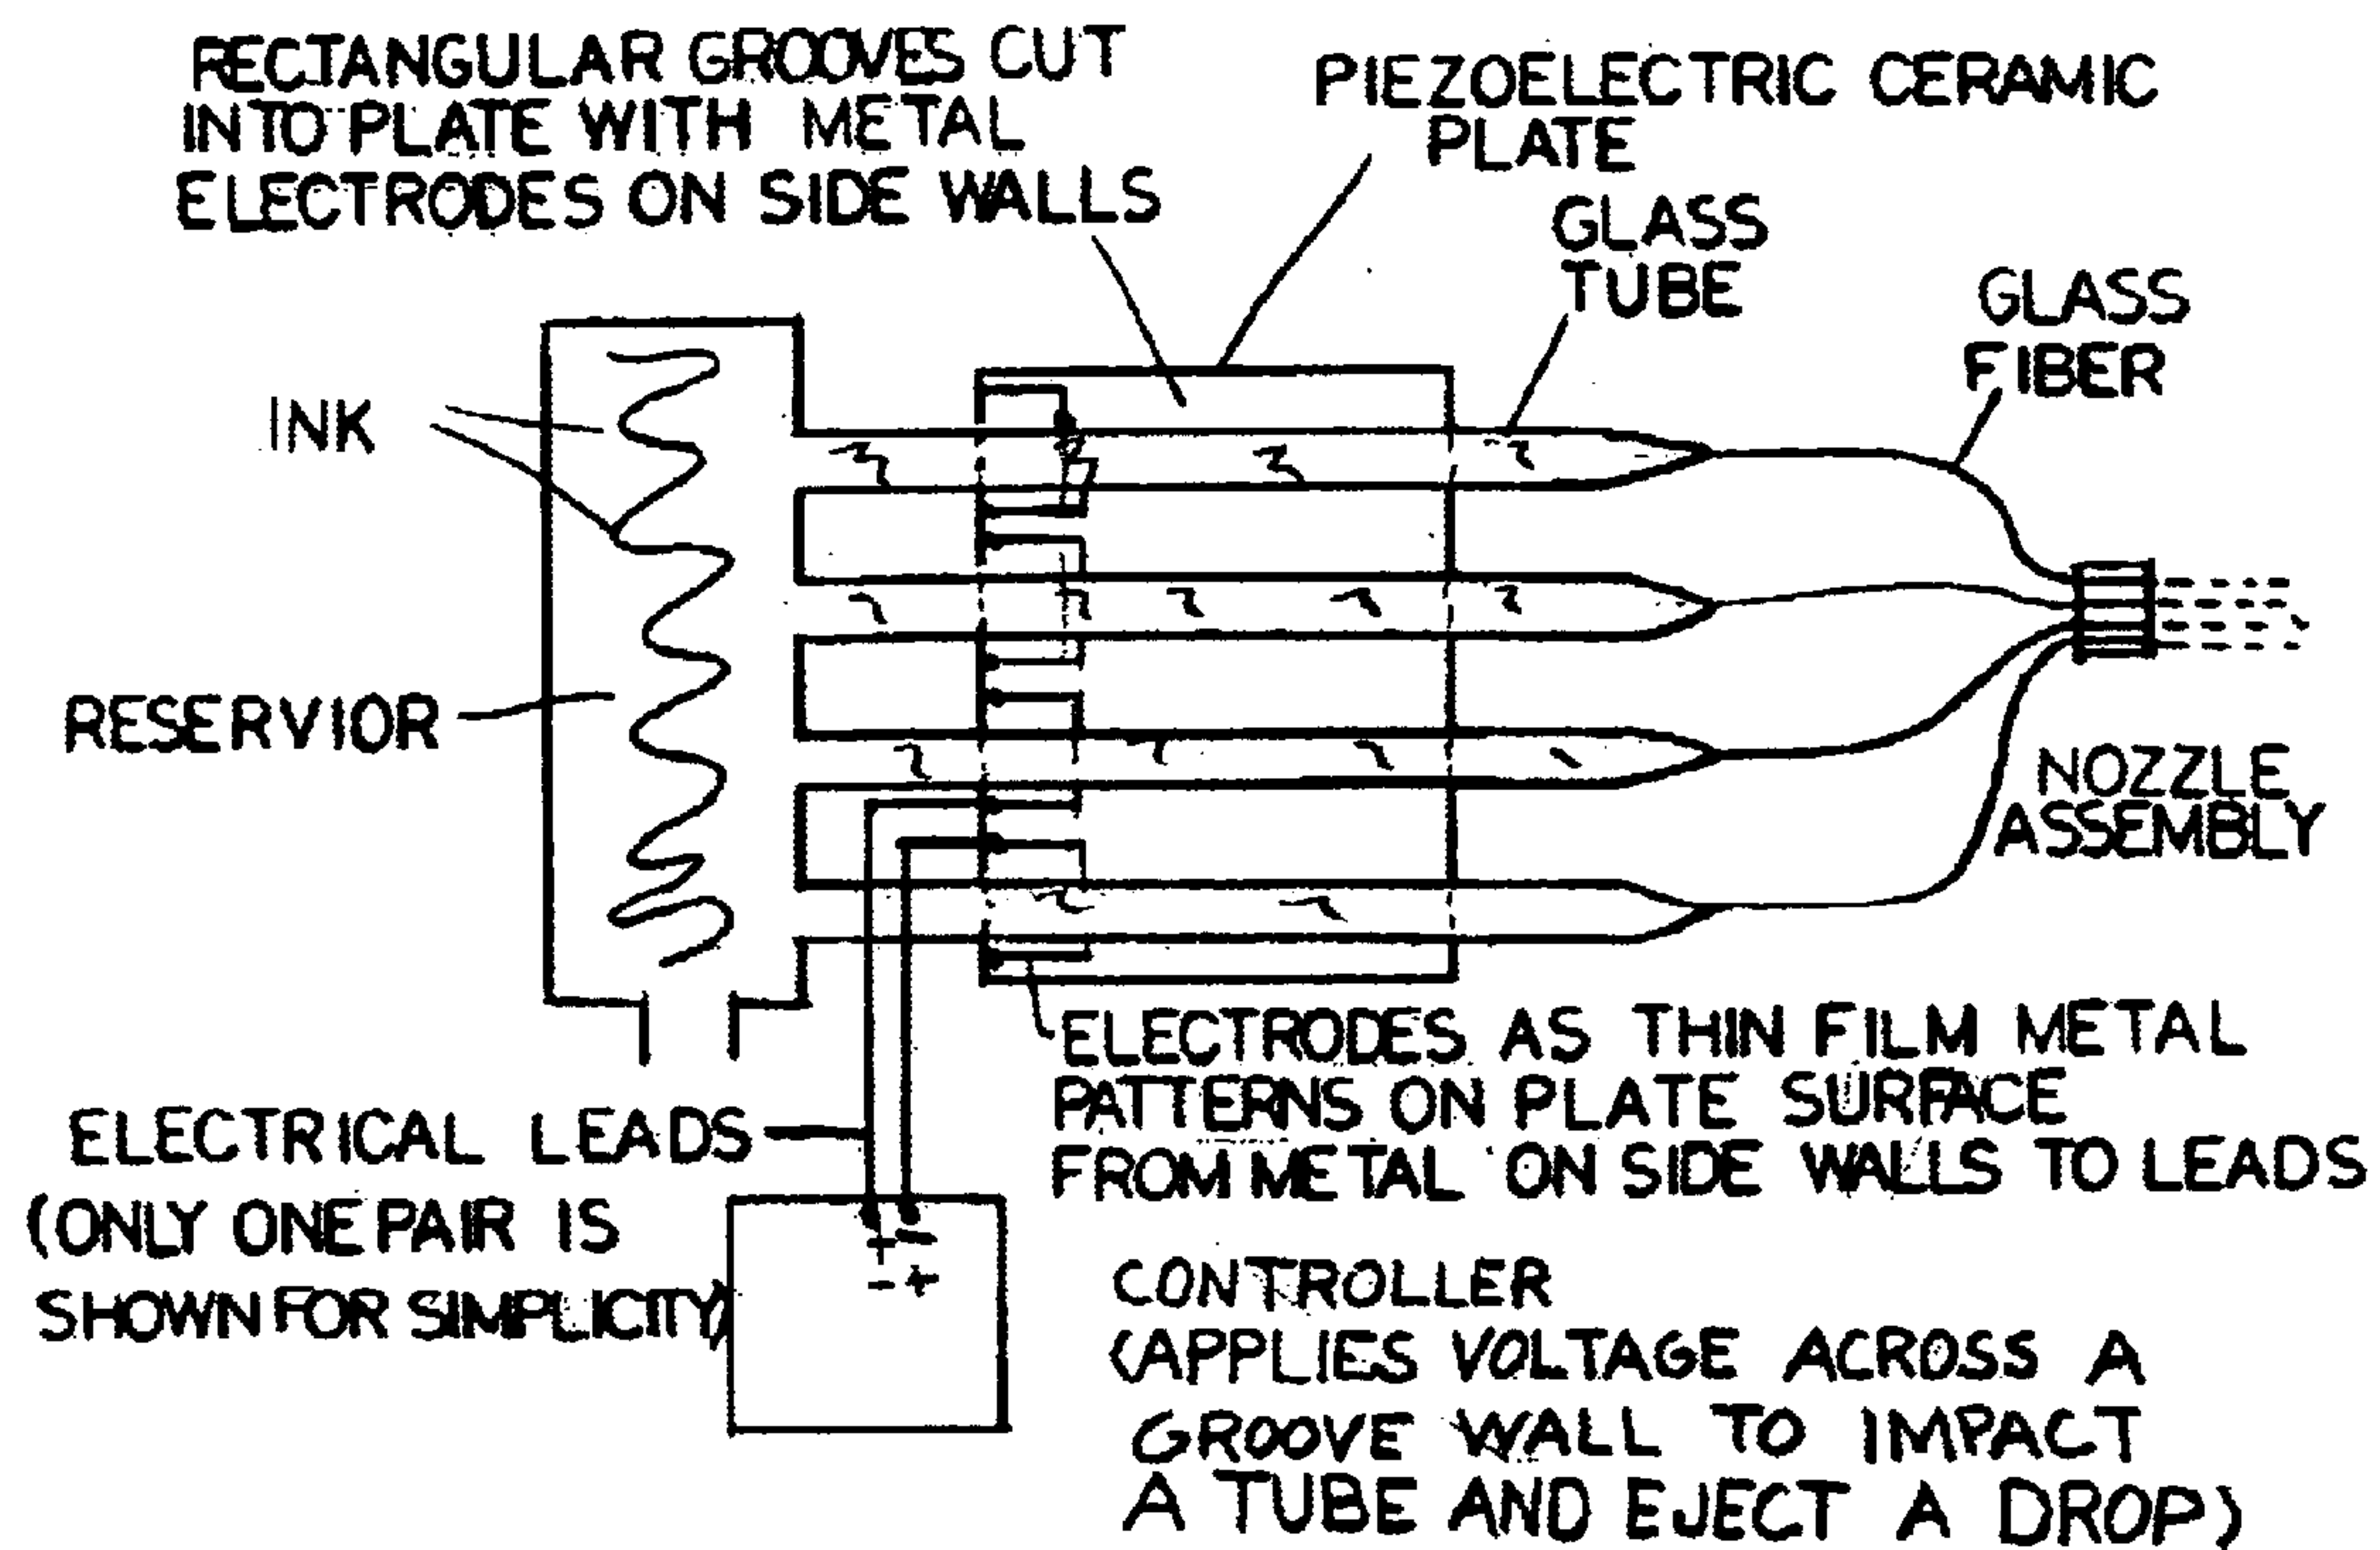 RECTANGULAR GROOVES CUT
INTO PLATE WITH METAL
ELECTRODES ON SIDE WALLS
PIEZOELECTRIC CERAMIC
PLATE
GLASS
TUBE
GLASS
FIBER
INK
RESERVIOR
NOZZLE
ASSEMBLY
ELECTRODES AS THIN FILM METAL
PATTERNS ON PLATE SURFACE
FROM METAL ON SIDE WALLS TO LEADS
ELECTRICAL LEADS
(ONLY ONE PAIR IS
SHOWN FOR SIMPLICITY)
+ -
- +
CONTROLLER
(APPLIES VOLTAGE ACROSS A
GROOVE WALL TO IMPACT
A TUBE AND EJECT A DROP)